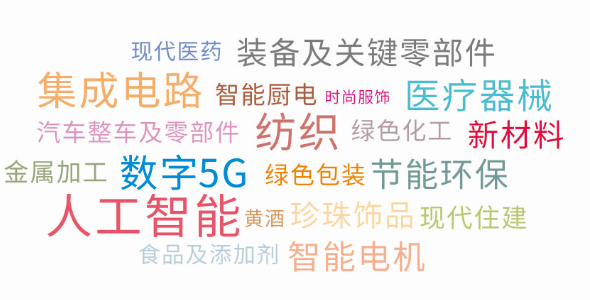 现代医药 装备及关键零部件
集成电路 智能厨电 时尚服饰 医疗器械
汽车整车及零部件 纺织 绿色化工 新材料
金属加工 数字5G 绿色包装 节能环保
人工智能 黄酒 珍珠饰品 现代住建
食品及添加剂 智能电机